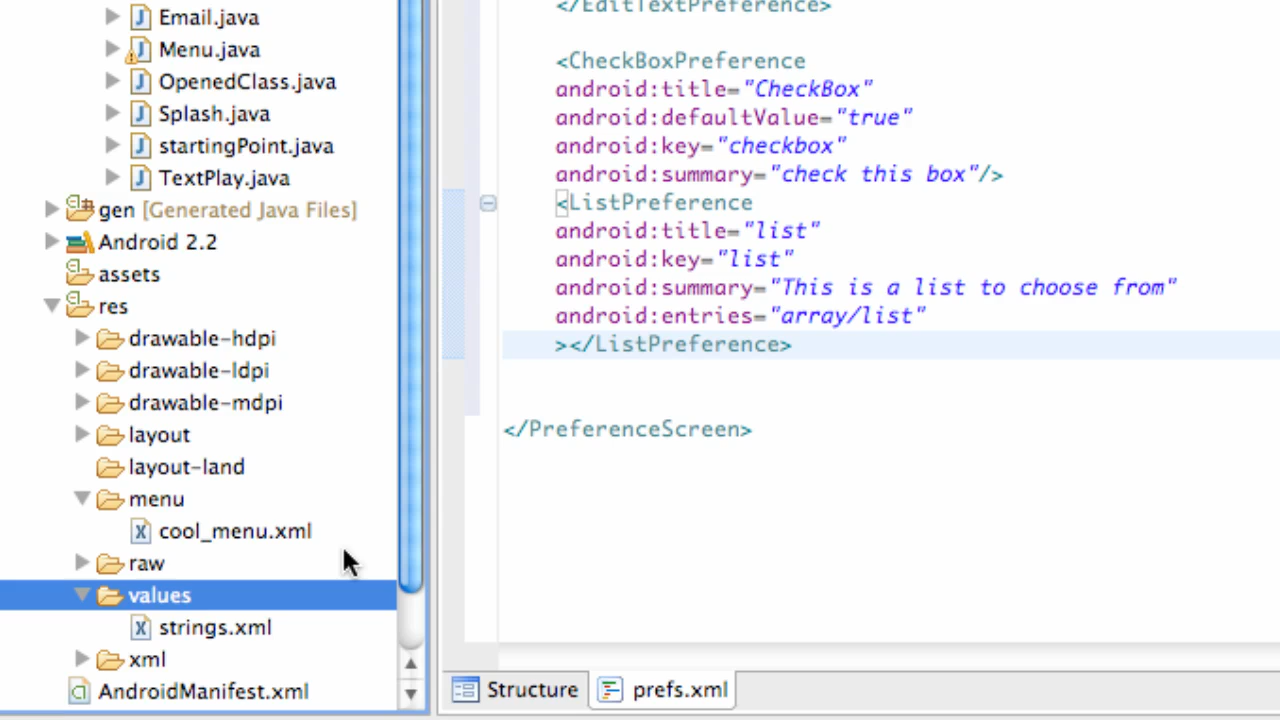 Email.java
Menu.java
OpenedClass.java
Splash.java
startingPoint.java
TextPlay.java
gen [Generated Java Files]
Android 2.2
assets
res
drawable-hdpi
drawable-ldpi
drawable-mdpi
layout
layout-land
menu
cool_menu.xml
raw
values
strings.xml
xml
AndroidManifest.xml
</EditTextPreference>
<CheckBoxPreference
android:title="CheckBox"
android:defaultValue="true"
android:key="checkbox"
android:summary="check this box"/>
<ListPreference
android:title="list"
android:key="list"
android:summary="This is a list to choose from"
android:entries="array/list"
></ListPreference>
</PreferenceScreen>
Structure
prefs.xml